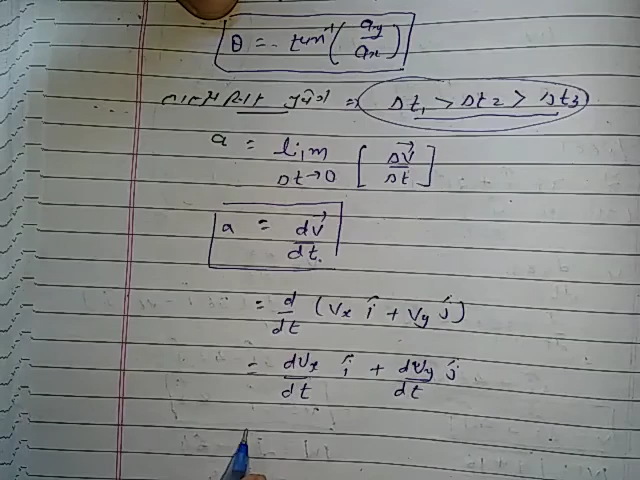 θ = tan⁻¹ (ay/ax)
⇒ Δt₁ > Δt₂ > Δt₃
a = lim Δt→0 [Δv⃗/Δt]
a = dv⃗/dt.
= d/dt (Vx î + Vy ĵ)
= dVx/dt î + dVy/dt ĵ